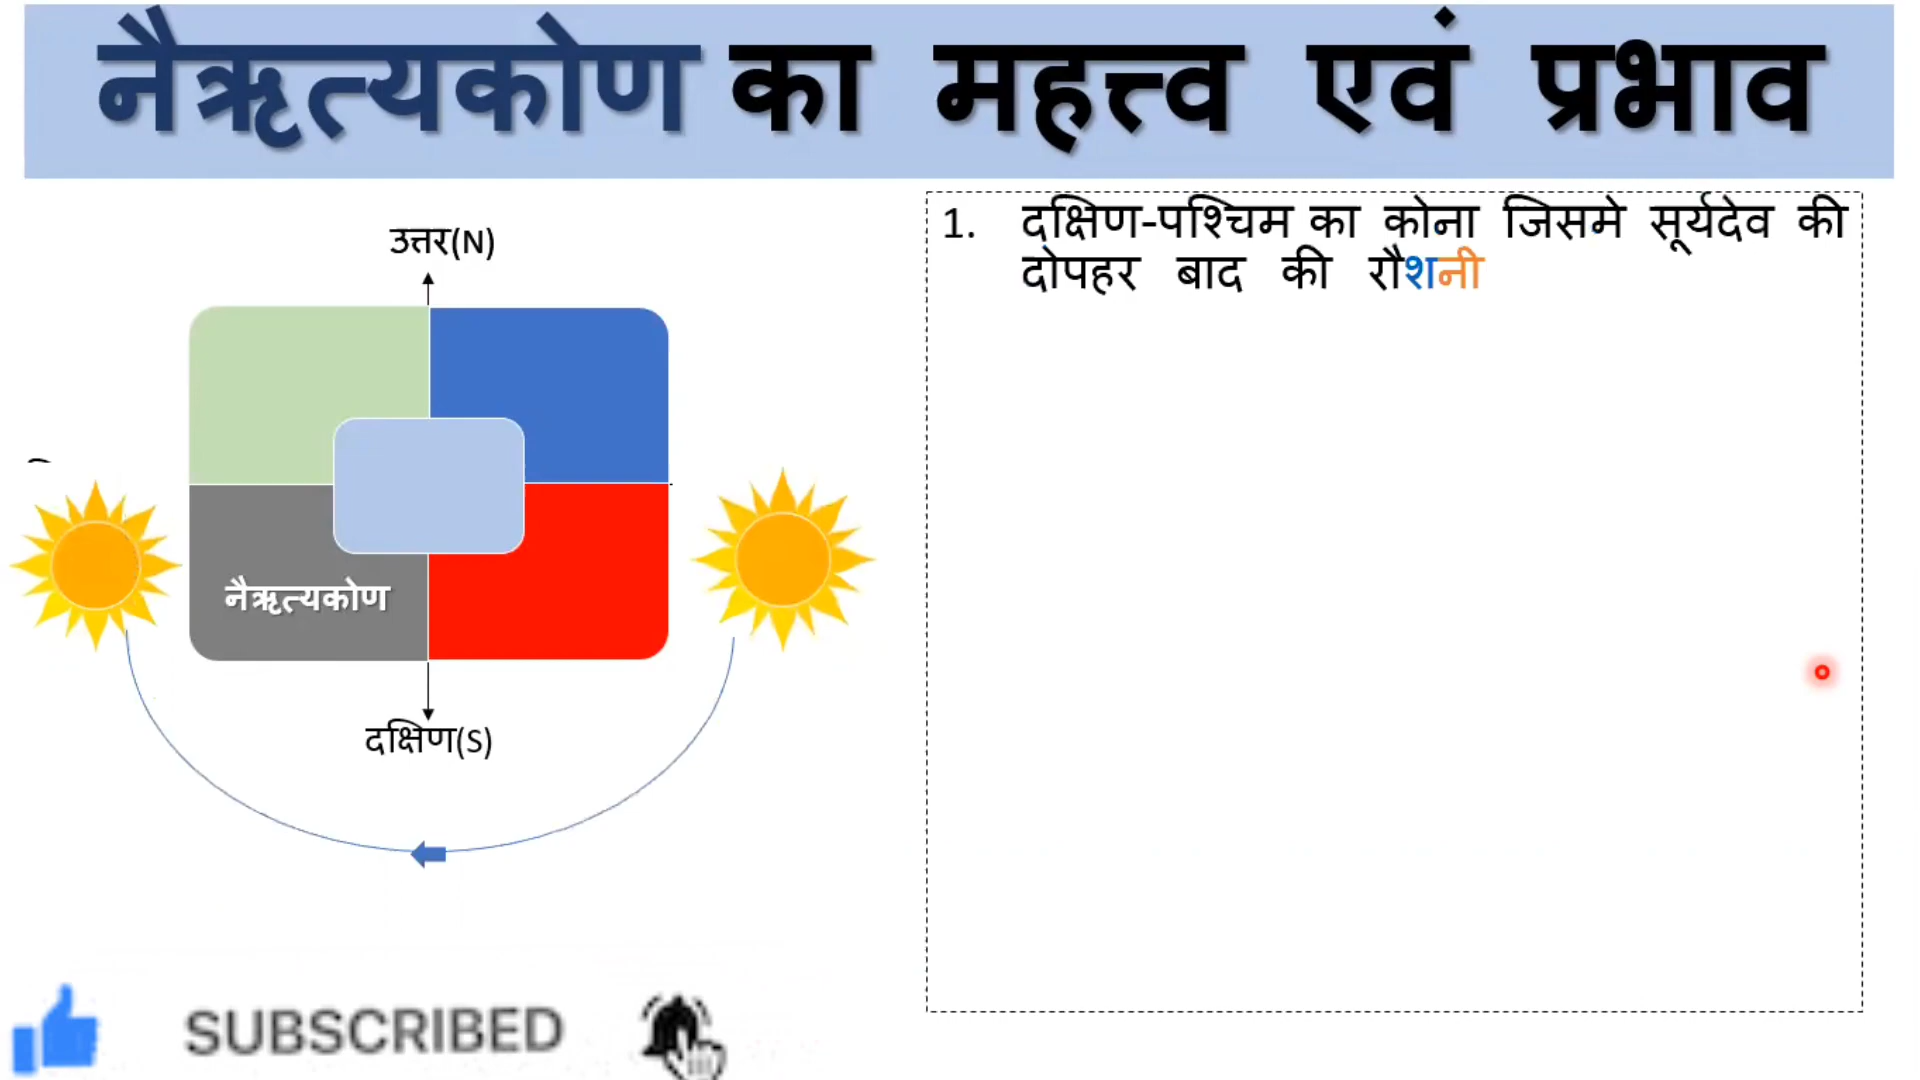 नैऋत्यकोण का महत्त्व एवं प्रभाव
उत्तर(N)
नैऋत्यकोण
दक्षिण(S)
1. दक्षिण-पश्चिम का कोना जिसमे सूर्यदेव की
दोपहर बाद की रौशनी
SUBSCRIBED